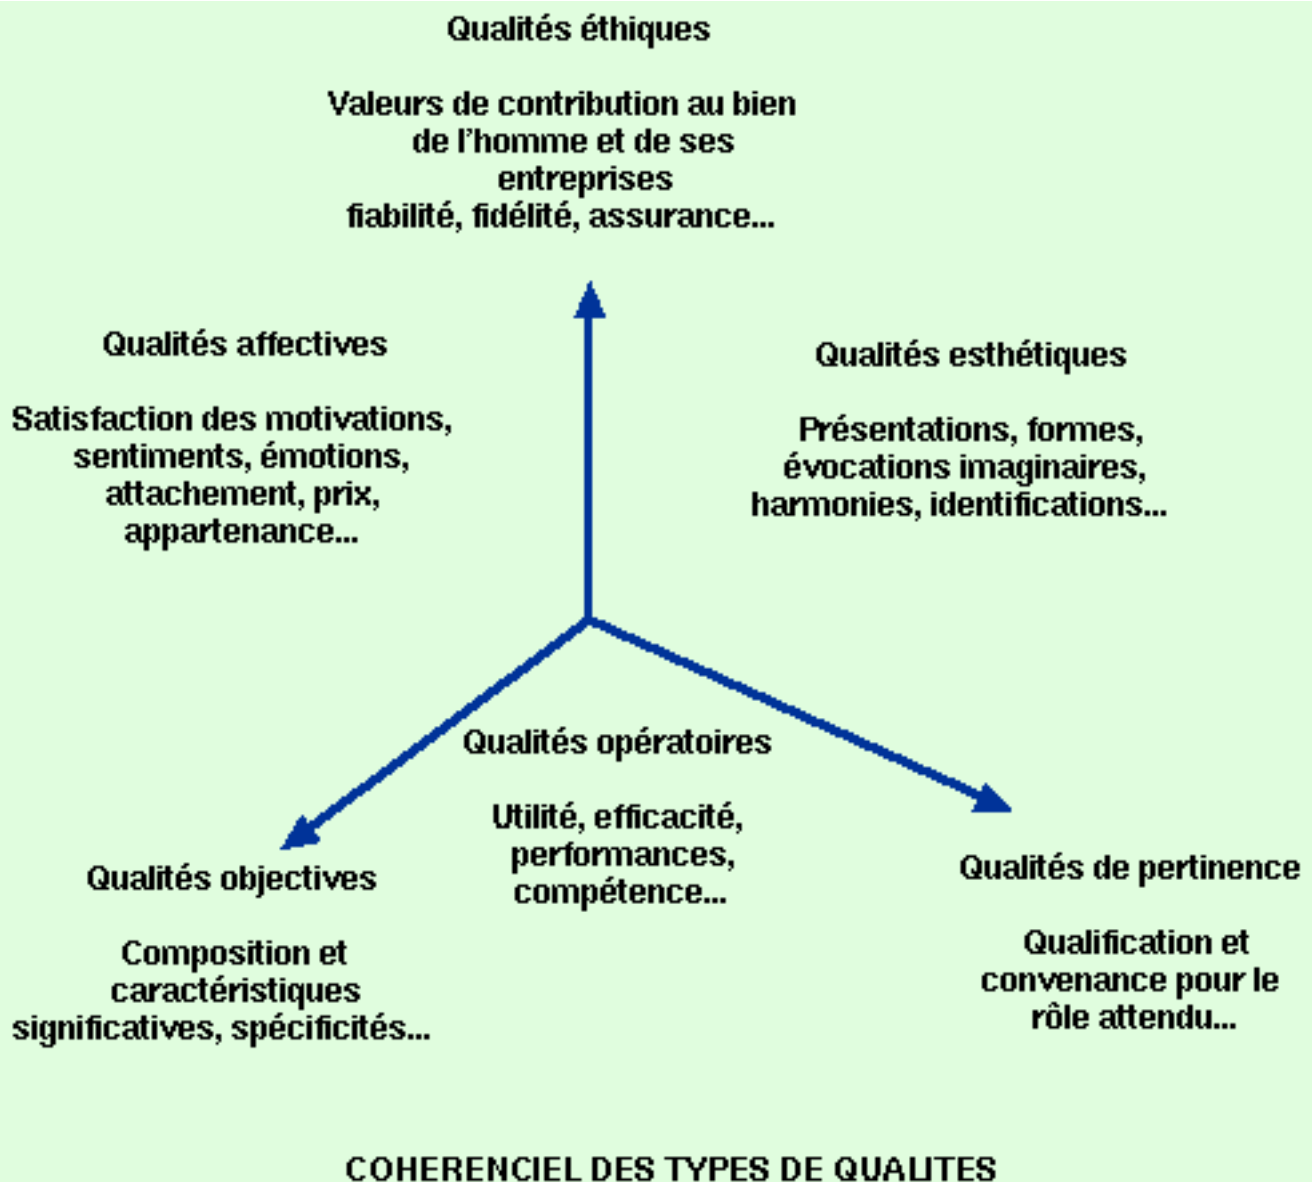 Qualités éthiques
Valeurs de contribution au bien
de l'homme et de ses
entreprises
fiabilité, fidélité, assurance...
Qualités affectives
Satisfaction des motivations,
sentiments, émotions,
attachement, prix,
appartenance...
Qualités esthétiques
Présentations, formes,
évocations imaginaires,
harmonies, identifications...
Qualités opératoires
Utilité, efficacité,
performances,
compétence...
Qualités objectives
Composition et
caractéristiques
significatives, spécificités...
Qualités de pertinence
Qualification et
convenance pour le
rôle attendu...
COHERENCIEL DES TYPES DE QUALITES